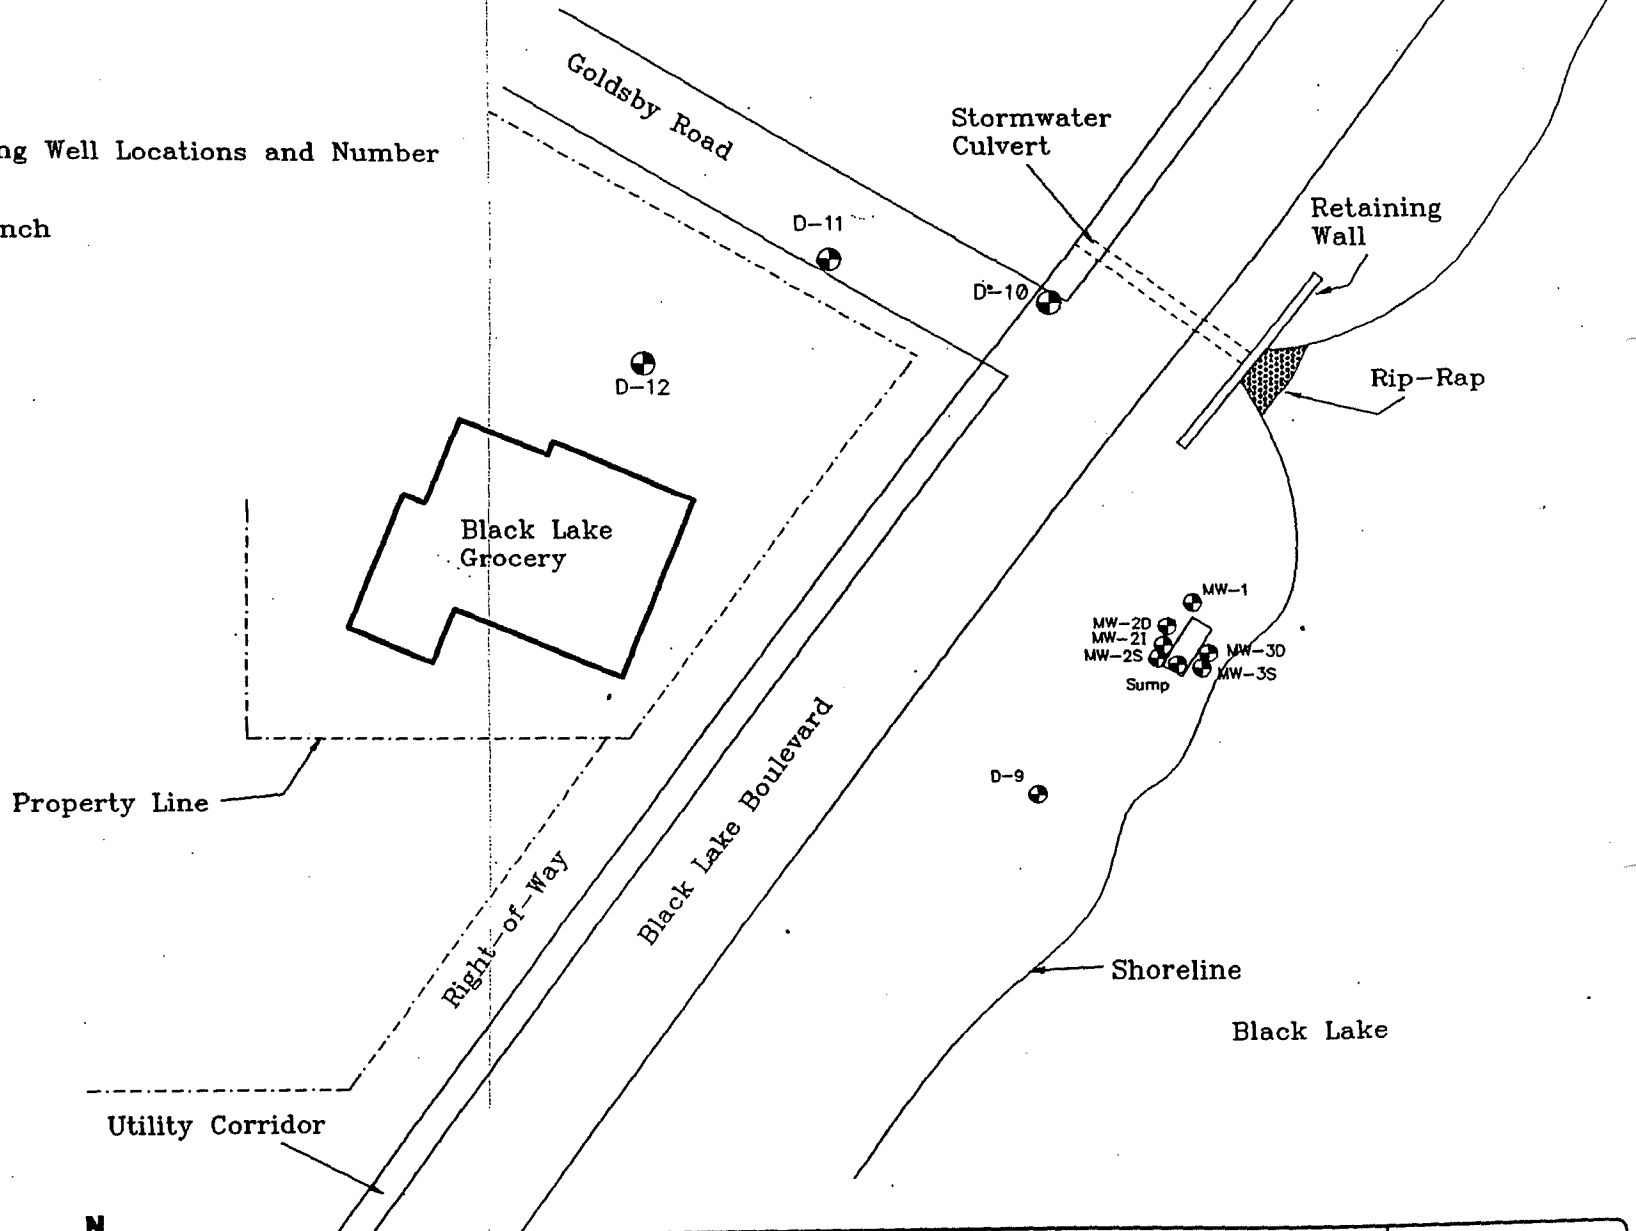 Goldsby Road
Stormwater
Culvert
ng Well Locations and Number
Retaining
Wall
nch
D-11
D-10
Rip-Rap
D-12
Black Lake
Grocery
MW-1
MW-2D
MW-2I
MW-2S
MW-3D
MW-3S
Sump
D-9
Property Line
Black Lake Boulevard
Right-of-Way
Shoreline
Black Lake
Utility Corridor
N